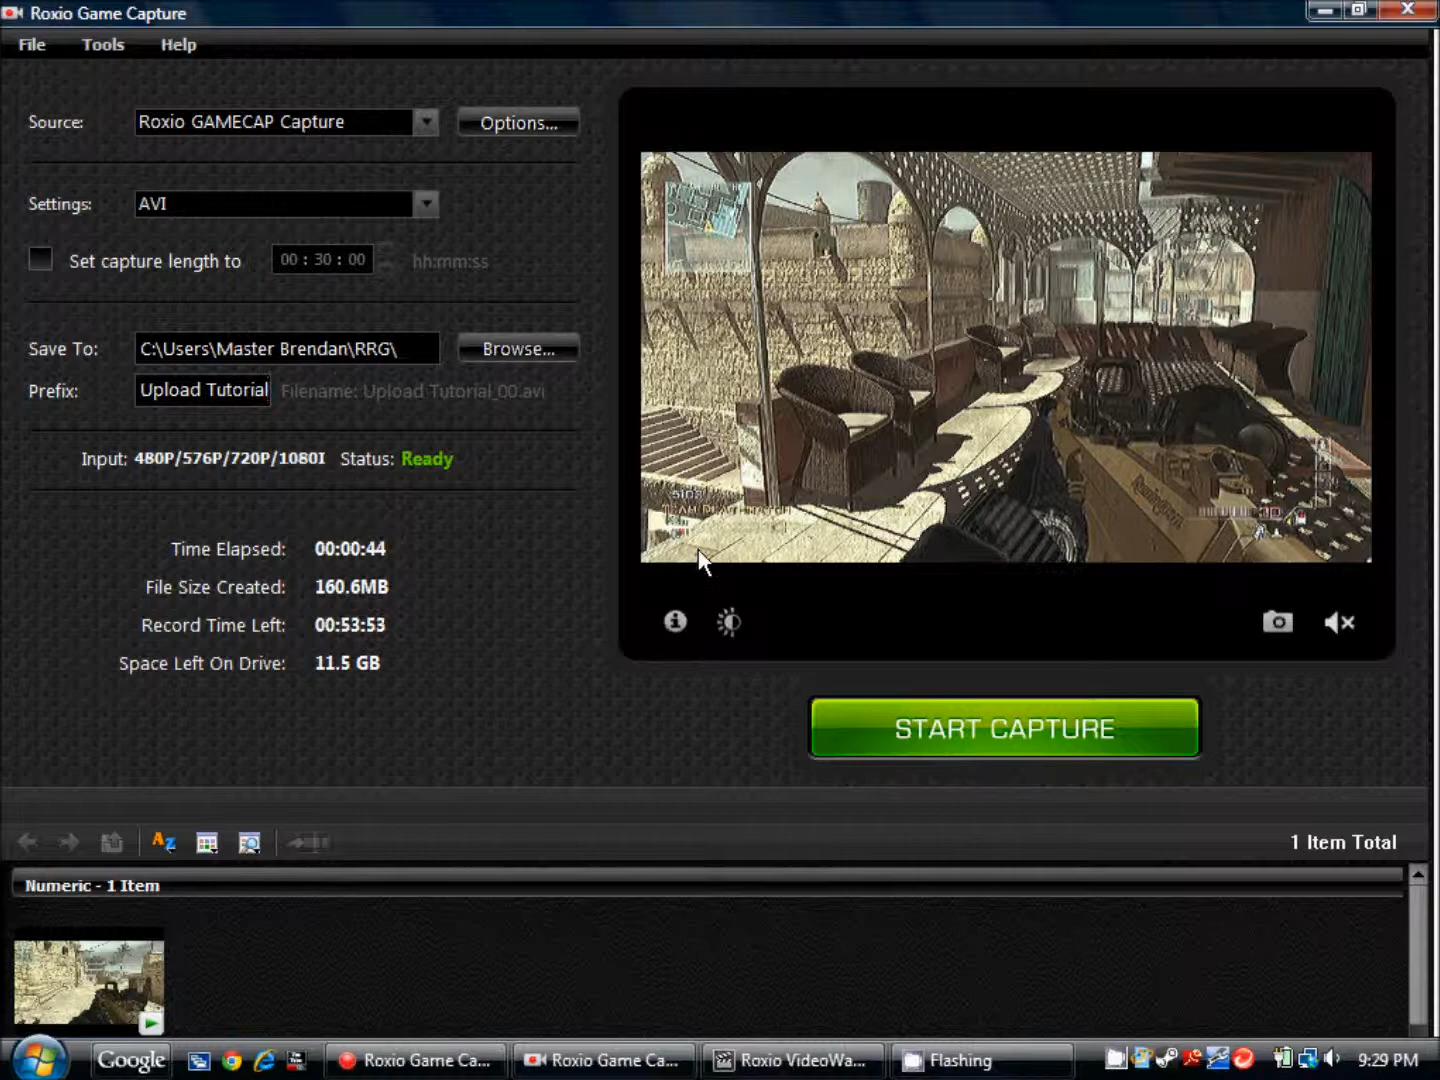 Roxio Game Capture
File Tools Help
Source: Roxio GAMECAP Capture Options...
Settings: AVI
Set capture length to 00 : 30 : 00 hh:mm:ss
Save To: C:\Users\Master Brendan\RRG\ Browse...
Prefix: Upload Tutorial Filename: Upload Tutorial_00.avi
Input: 480P/576P/720P/1080I Status: Ready
Time Elapsed: 00:00:44
File Size Created: 160.6MB
Record Time Left: 00:53:53
Space Left On Drive: 11.5 GB
START CAPTURE
1 Item Total
Numeric - 1 Item
Google Roxio Game Ca... Roxio Game Ca... Roxio VideoWa... Flashing 9:29 PM